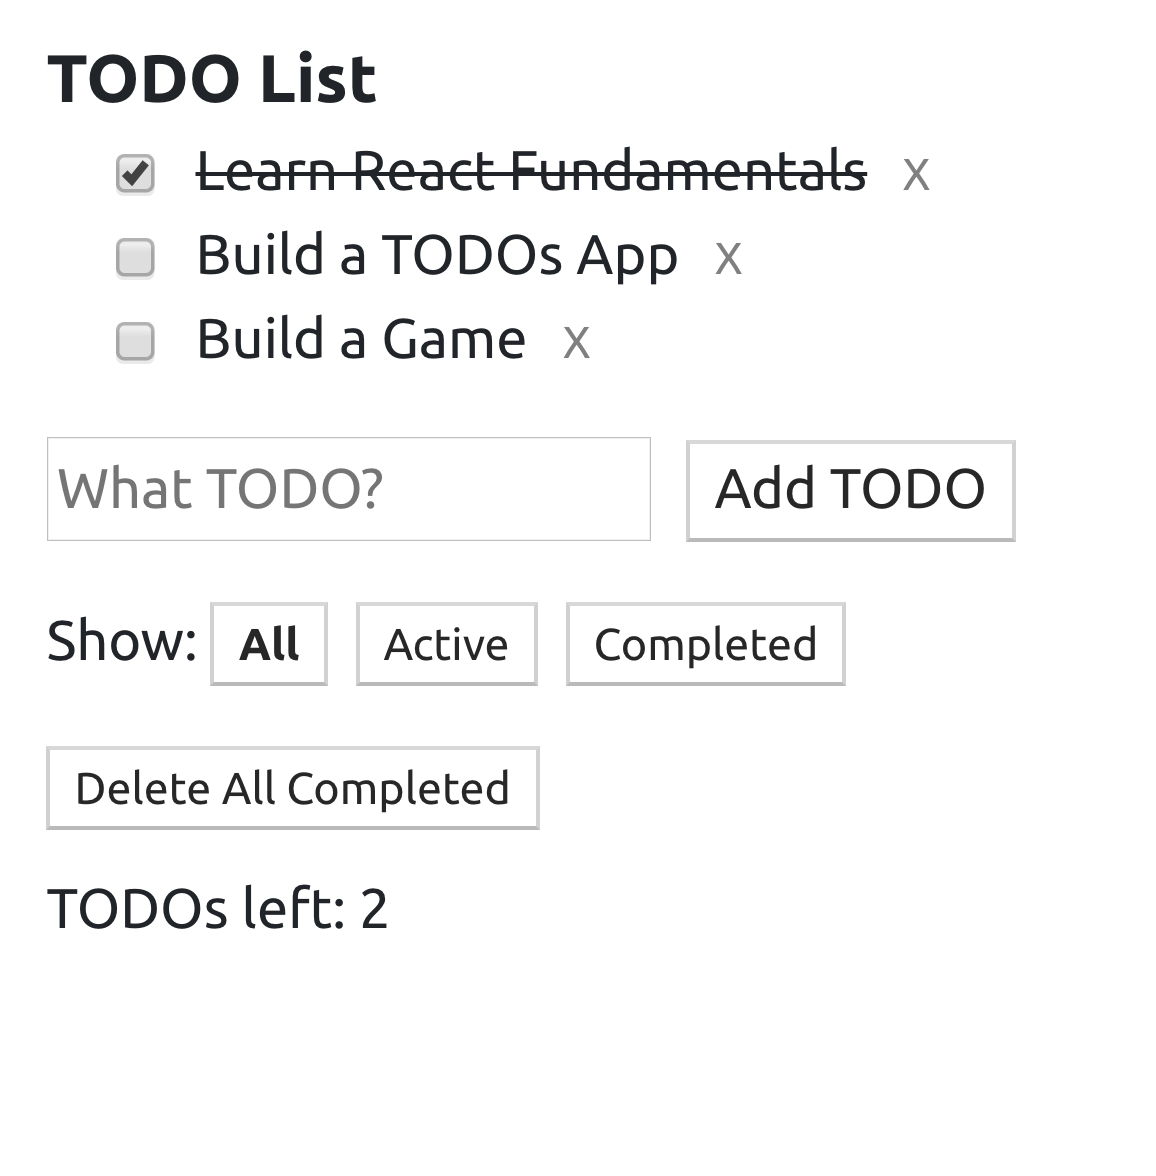 TODO List
Learn React Fundamentals X
Build a TODOs App X
Build a Game X
What TODO? Add TODO
Show: All Active Completed
Delete All Completed
TODOs left: 2